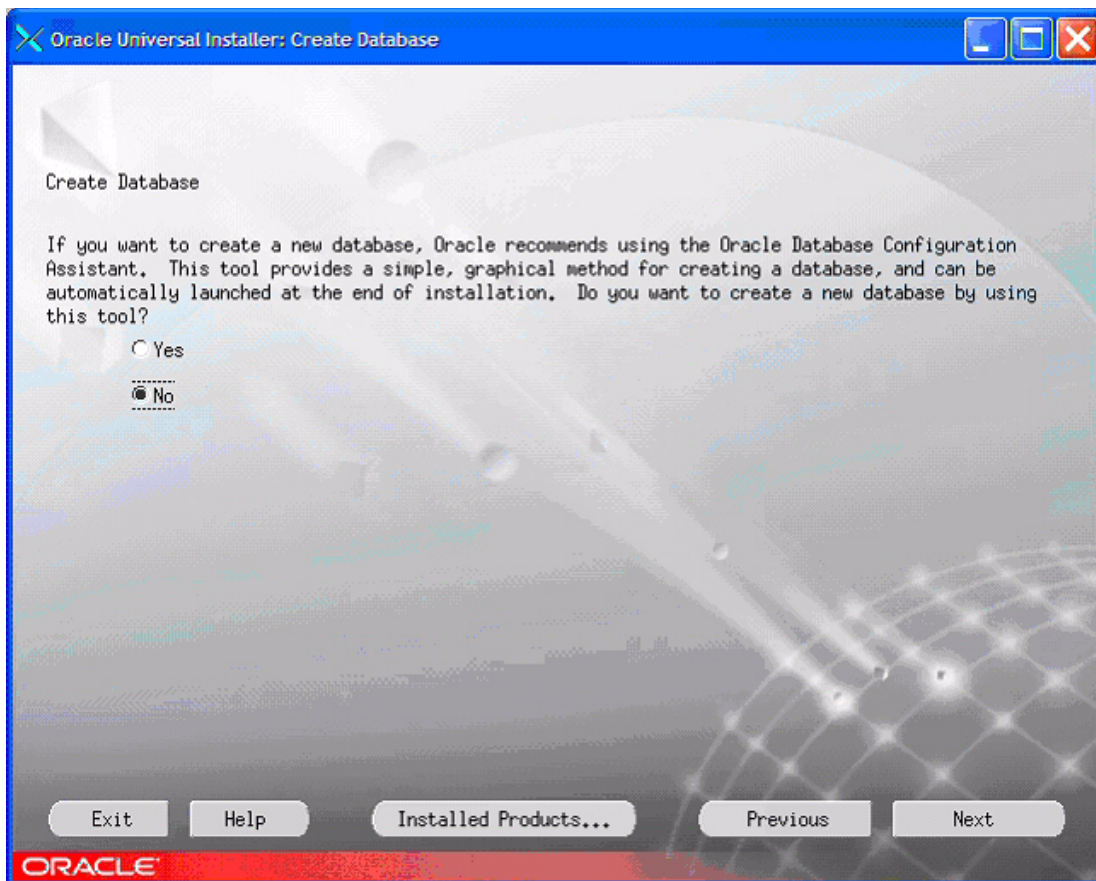 Oracle Universal Installer: Create Database
Create Database
If you want to create a new database, Oracle recommends using the Oracle Database Configuration
Assistant. This tool provides a simple, graphical method for creating a database, and can be
automatically launched at the end of installation. Do you want to create a new database by using
this tool?
Yes
No
Exit Help Installed Products... Previous Next
ORACLE